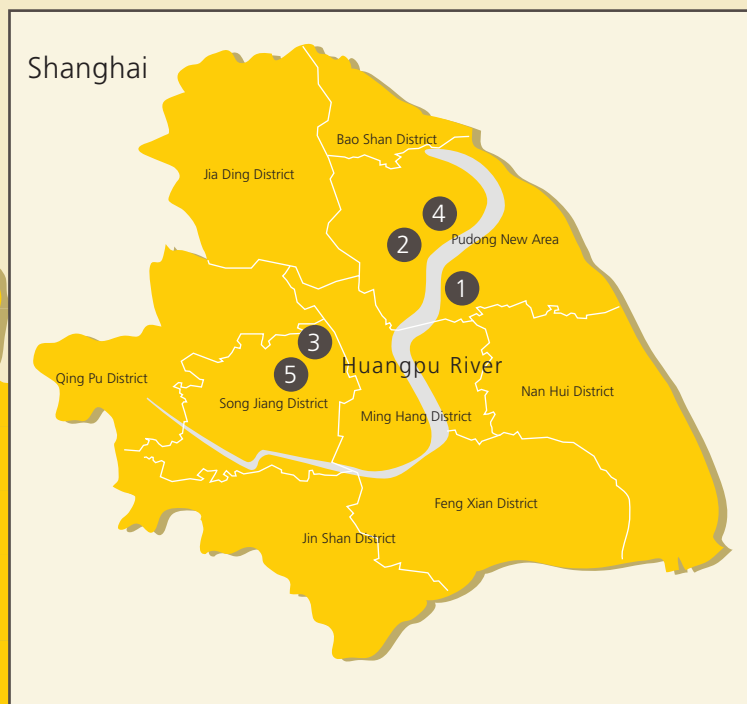 Shanghai
Bao Shan District
Jia Ding District
4
2
Pudong New Area
1
3
Huangpu River
5
Qing Pu District
Song Jiang District
Nan Hui District
Ming Hang District
Feng Xian District
Jin Shan District